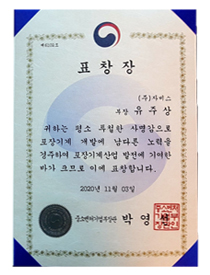 표 창 장
(주)자비스
부장 유 주 상
귀하는 평소 투철한 사명감으로
포장기계 개발에 남다른 노력을
경주하여 포장기계산업 발전에 기여한
바가 크므로 이에 표창합니다.
2020년 11월 03일
중소벤처기업부장관 박 영 선